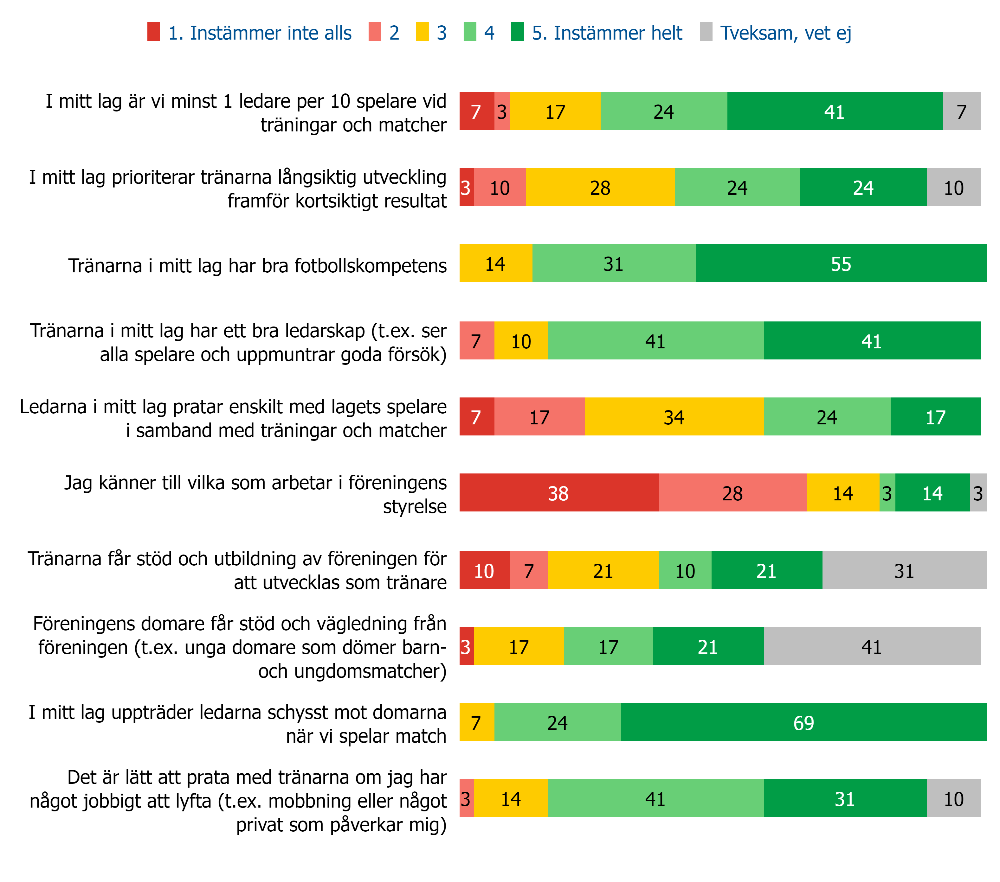 1. Instämmer inte alls 2 3 4 5. Instämmer helt Tveksam, vet ej
I mitt lag är vi minst 1 ledare per 10 spelare vid
träningar och matcher
7 3 17 24 41 7
I mitt lag prioriterar tränarna långsiktig utveckling
framför kortsiktigt resultat
3 10 28 24 24 10
Tränarna i mitt lag har bra fotbollskompetens
14 31 55
Tränarna i mitt lag har ett bra ledarskap (t.ex. ser
alla spelare och uppmuntrar goda försök)
7 10 41 41
Ledarna i mitt lag pratar enskilt med lagets spelare
i samband med träningar och matcher
7 17 34 24 17
Jag känner till vilka som arbetar i föreningens
styrelse
38 28 14 3 14 3
Tränarna får stöd och utbildning av föreningen för
att utvecklas som tränare
10 7 21 10 21 31
Föreningens domare får stöd och vägledning från
föreningen (t.ex. unga domare som dömer barn-
och ungdomsmatcher)
3 17 17 21 41
I mitt lag uppträder ledarna schysst mot domarna
när vi spelar match
7 24 69
Det är lätt att prata med tränarna om jag har
något jobbigt att lyfta (t.ex. mobbning eller något
privat som påverkar mig)
3 14 41 31 10